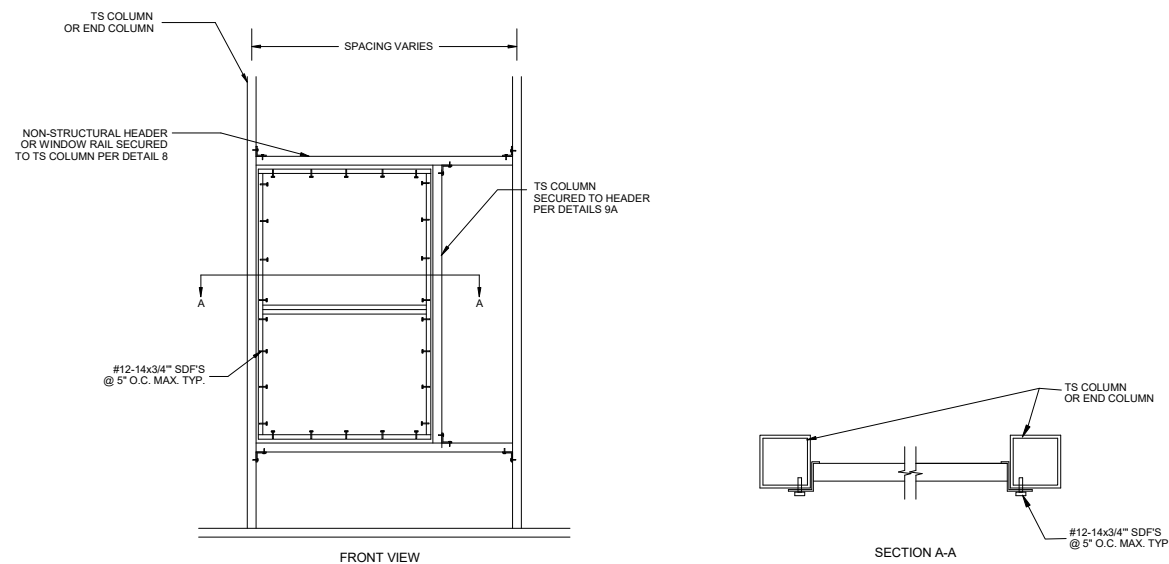 TS COLUMN
OR END COLUMN
SPACING VARIES
NON-STRUCTURAL HEADER
OR WINDOW RAIL SECURED
TO TS COLUMN PER DETAIL 8
TS COLUMN
SECURED TO HEADER
PER DETAILS 9A
A
A
#12-14x3/4"' SDF'S
@ 5" O.C. MAX. TYP.
FRONT VIEW
TS COLUMN
OR END COLUMN
#12-14x3/4"' SDF'S
@ 5" O.C. MAX. TYP
SECTION A-A